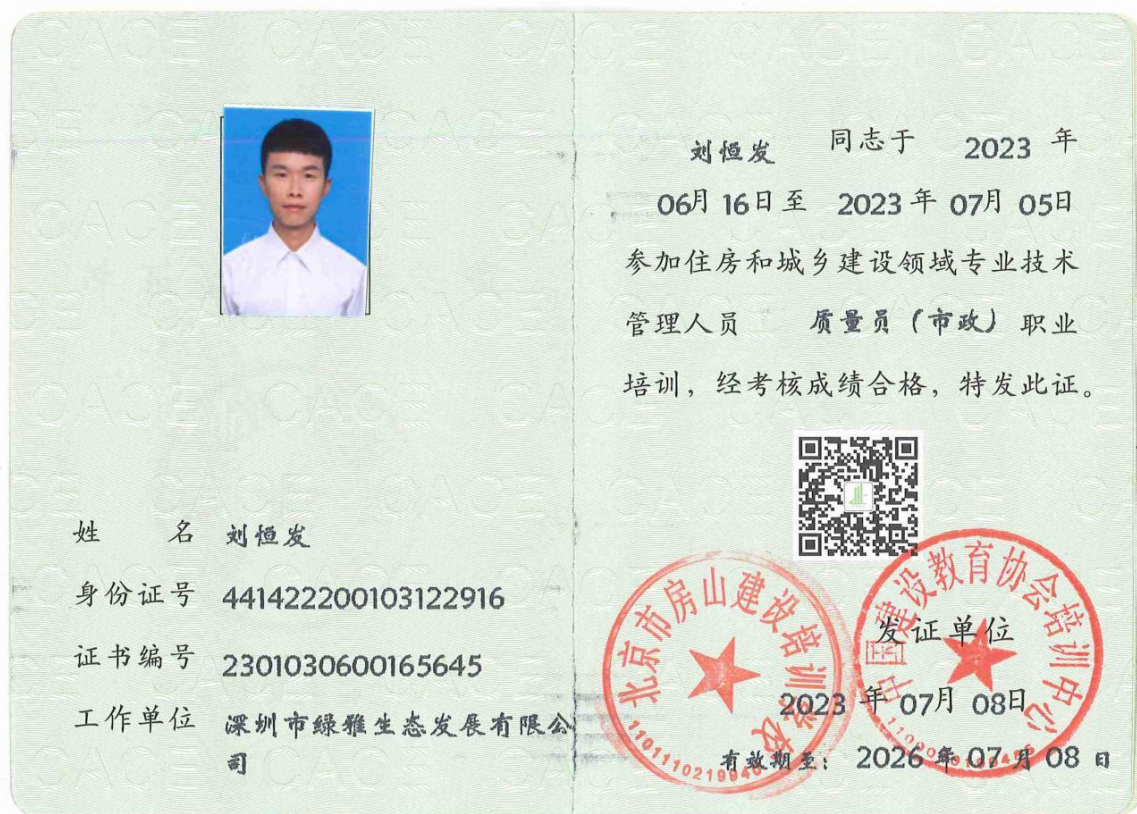 姓 名 刘恒发
身份证号 441422200103122916
证书编号 2301030600165645
工作单位 深圳市绿雅生态发展有限公
司
刘恒发 同志于 2023 年
06月 16日至 2023 年 07月 05日
参加住房和城乡建设领域专业技术
管理人员 质量员（市政）职业
培训，经考核成绩合格，特发此证。
北京市房山建设培训学校
中国建设教育协会培训中心
发证单位
2023 年 07月 08日
有效期至： 2026 年 07 月 08 日
CACE